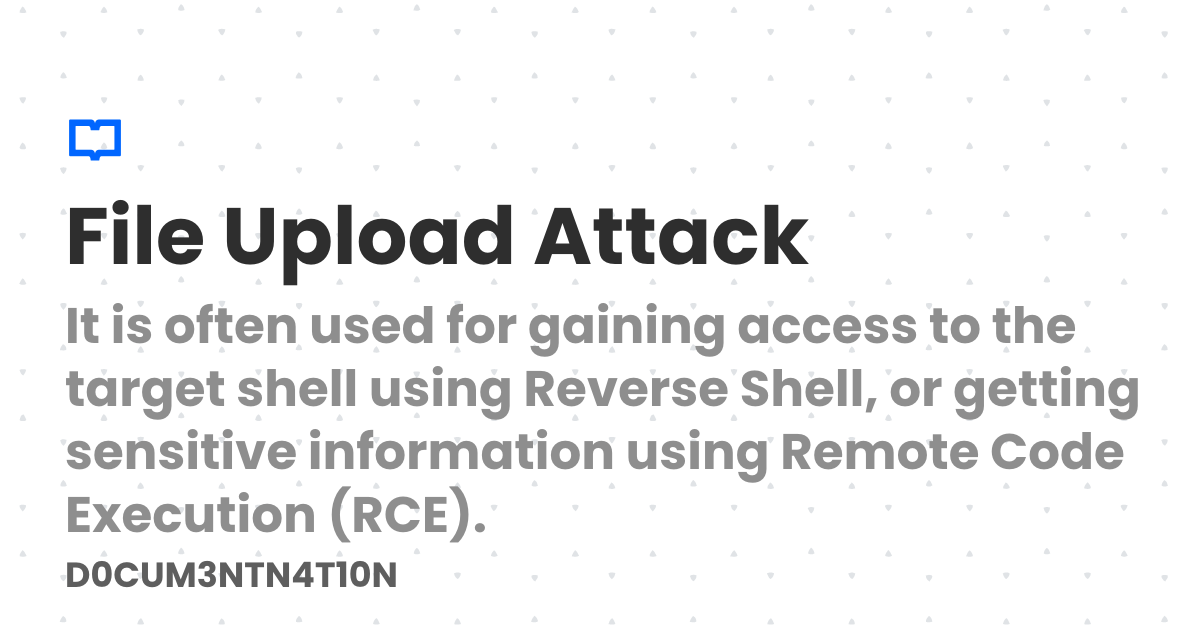 File Upload Attack
It is often used for gaining access to the
target shell using Reverse Shell, or getting
sensitive information using Remote Code
Execution (RCE).
D0CUM3NTN4T10N